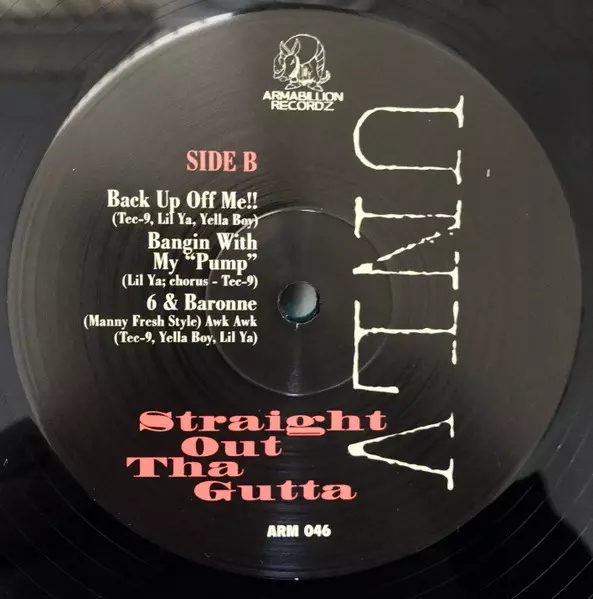 ARMABILLION
RECORDZ
SIDE B
Back Up Off Me!!
(Tec-9, Lil Ya, Yella Boy)
Bangin With
My “Pump”
(Lil Ya; chorus - Tec-9)
6 & Baronne
(Manny Fresh Style) Awk Awk
(Tec-9, Yella Boy, Lil Ya)
UNLV
Straight
Out
Tha
Gutta
ARM 046